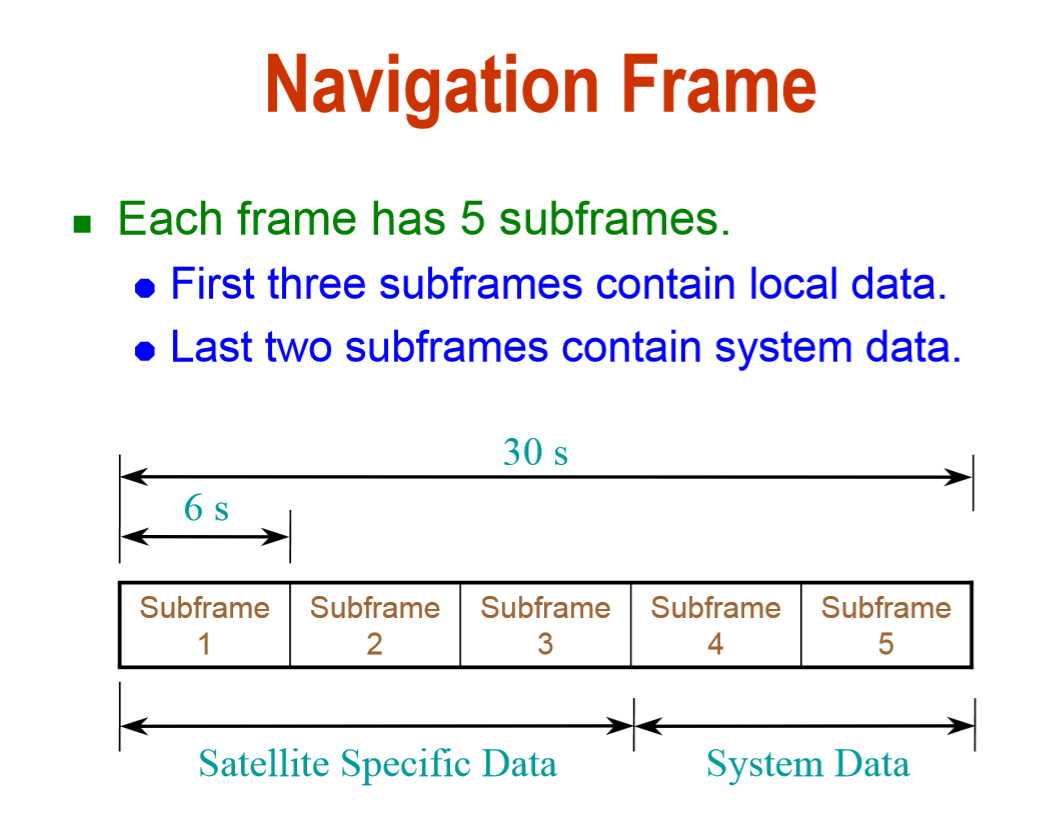 Navigation Frame
Each frame has 5 subframes.
First three subframes contain local data.
Last two subframes contain system data.
30 s
6 s
Subframe 1
Subframe 2
Subframe 3
Subframe 4
Subframe 5
Satellite Specific Data
System Data